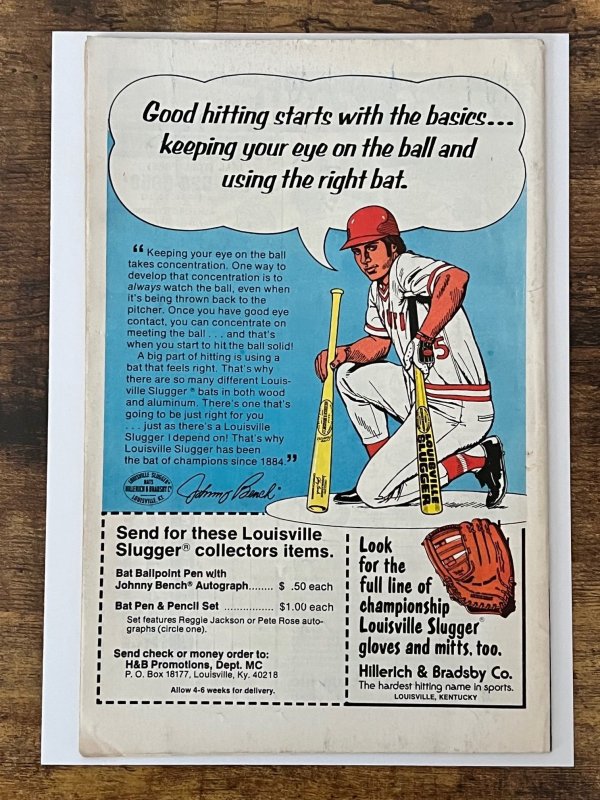 Good hitting starts with the basics...
keeping your eye on the ball and
using the right bat.
“ Keeping your eye on the ball
takes concentration. One way to
develop that concentration is to
always watch the ball, even when
it's being thrown back to the
pitcher. Once you have good eye
contact, you can concentrate on
meeting the ball . . . and that's
when you start to hit the ball solid!
A big part of hitting is using a
bat that feels right. That's why
there are so many different Louis-
ville Slugger® bats in both wood
and aluminum. There's one that's
going to be just right for you
. . . just as there's a Louisville
Slugger I depend on! That's why
Louisville Slugger has been
the bat of champions since 1884.”
LOUISVILLE SLUGGER®
BATS
HILLERICH & BRADSBY Co
LOUISVILLE, KY.
Johnny Bench
5
LOUISVILLE
SLUGGER
Send for these Louisville
Slugger® collectors items.
Bat Ballpoint Pen with
Johnny Bench® Autograph........ $ .50 each
Bat Pen & Pencil Set ................ $1.00 each
Set features Reggie Jackson or Pete Rose auto-
graphs (circle one).
Send check or money order to:
H&B Promotions, Dept. MC
P. O. Box 18177, Louisville, Ky. 40218
Allow 4-6 weeks for delivery.
Look
for the
full line of
championship
Louisville Slugger®
gloves and mitts, too.
Hillerich & Bradsby Co.
The hardest hitting name in sports.
LOUISVILLE, KENTUCKY